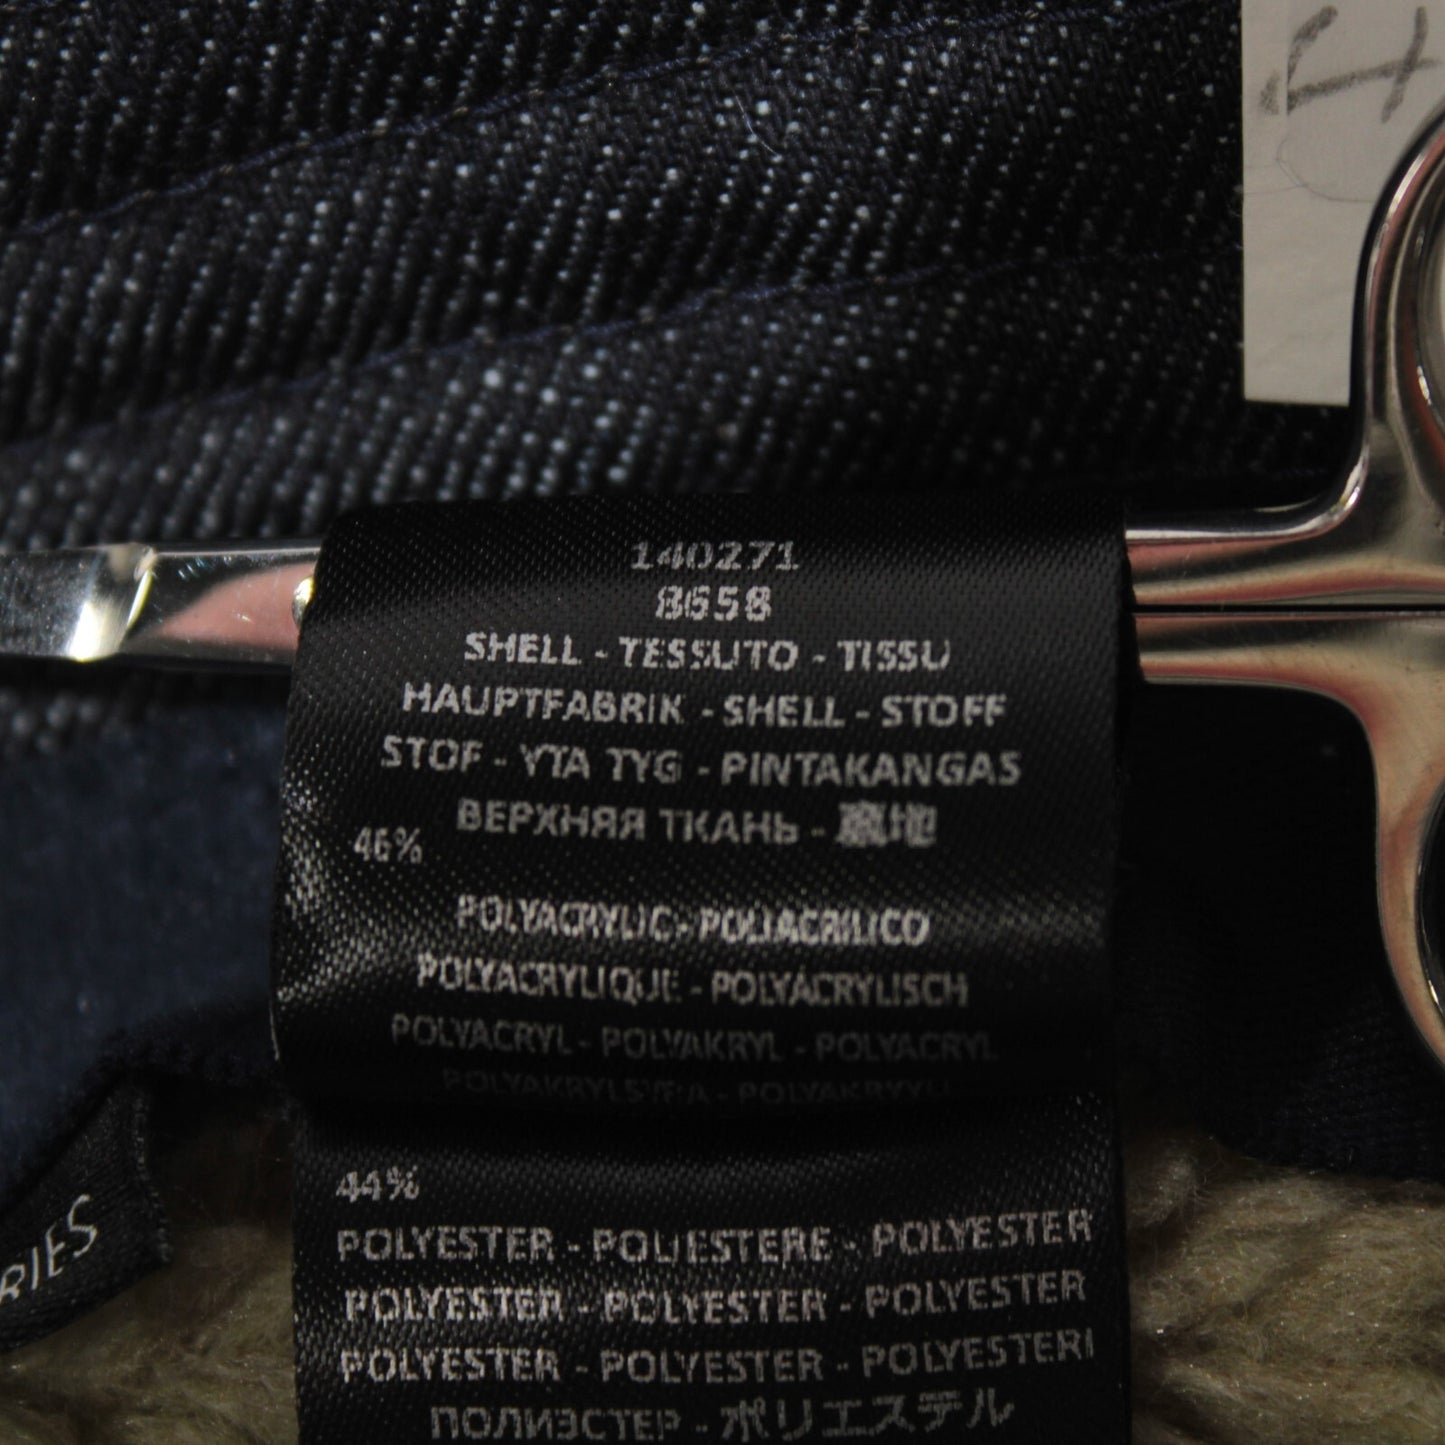 140271
8658
SHELL - TESSUTO - TISSU
HAUPTFABRIK - SHELL - STOFF
STOF - YTA TYG - PINTAKANGAS
ВЕРХНЯЯ ТКАНЬ -
46%
POLYACRYLIC - POLIACRILICO
POLYACRYLIQUE - POLYACRYLISCH
POLYACRYL - POLYAKRYL - POLYACRYL
44%
POLYESTER - POLIESTERE - POLYESTER
POLYESTER - POLYESTER - POLYESTER
POLYESTER - POLYESTER - POLYESTERI
ПОЛИЭСТЕР - ポリエステル
RIES